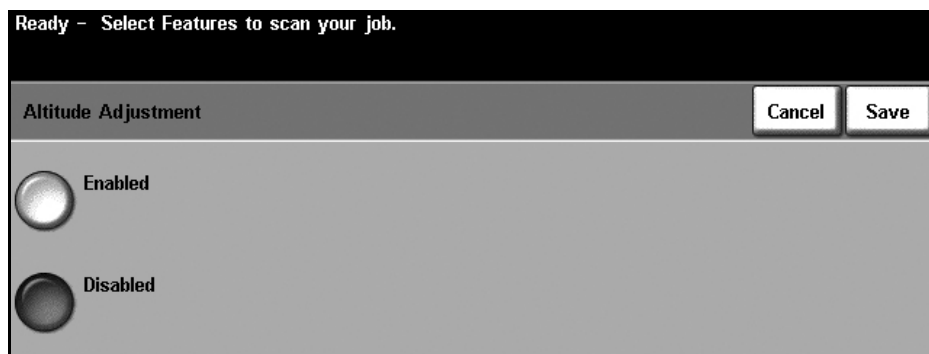 Ready - Select Features to scan your job.
Altitude Adjustment
Cancel
Save
Enabled
Disabled